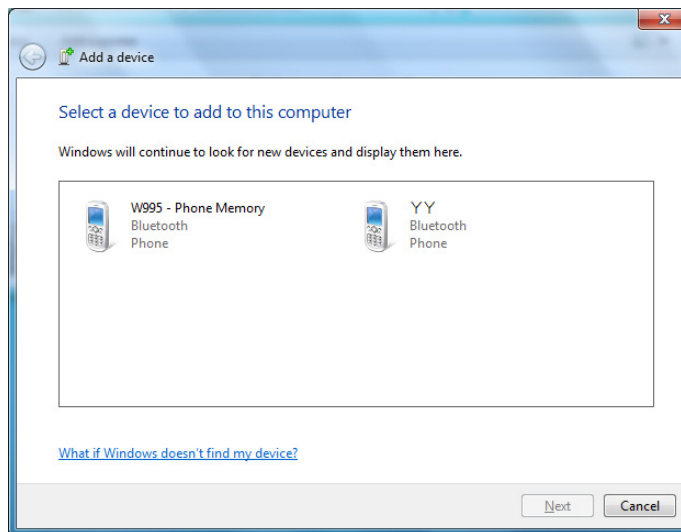 Add a device
Select a device to add to this computer
Windows will continue to look for new devices and display them here.
W995 - Phone Memory
Bluetooth
Phone
YY
Bluetooth
Phone
What if Windows doesn't find my device?
Next
Cancel